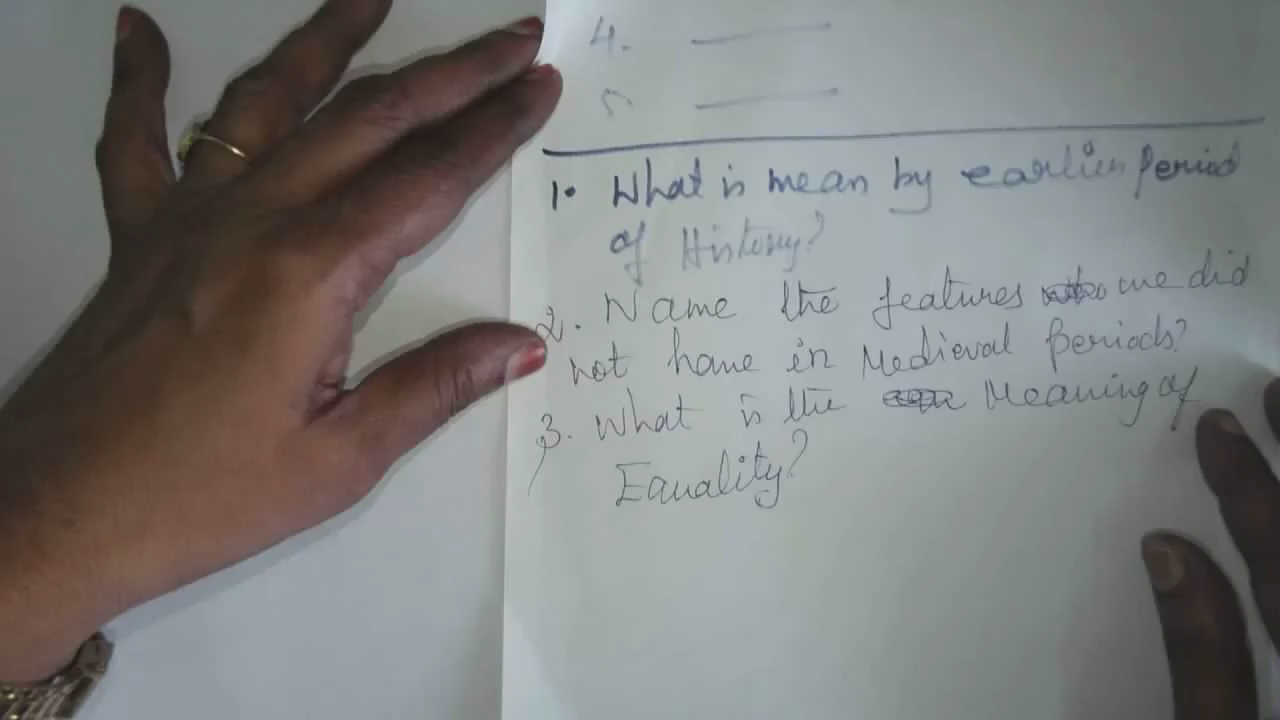 4.
5
1. What is mean by earlier period
of History?
2. Name the features we did
not have in Medieval periods?
3. What is the Meaning of
Equality?